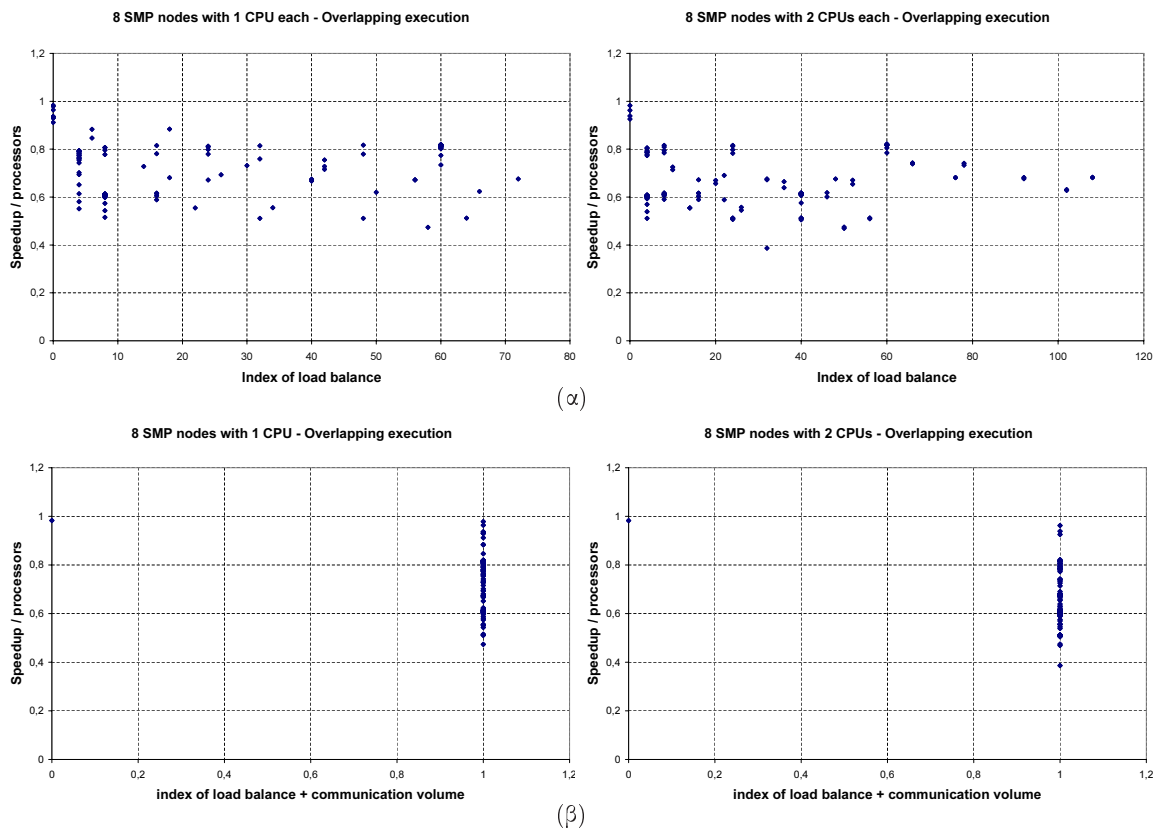 8 SMP nodes with 1 CPU each - Overlapping execution
1,2
1
0,8
0,6
0,4
0,2
0
Speedup / processors
0 10 20 30 40 50 60 70 80
Index of load balance
8 SMP nodes with 2 CPUs each - Overlapping execution
1,2
1
0,8
0,6
0,4
0,2
0
Speedup / processors
0 20 40 60 80 100 120
Index of load balance
(α)
8 SMP nodes with 1 CPU - Overlapping execution
1,2
1
0,8
0,6
0,4
0,2
0
Speedup / processors
0 0,2 0,4 0,6 0,8 1 1,2
index of load balance + communication volume
8 SMP nodes with 2 CPUs - Overlapping execution
1,2
1
0,8
0,6
0,4
0,2
0
Speedup / processors
0 0,2 0,4 0,6 0,8 1 1,2
index of load balance + communication volume
(β)